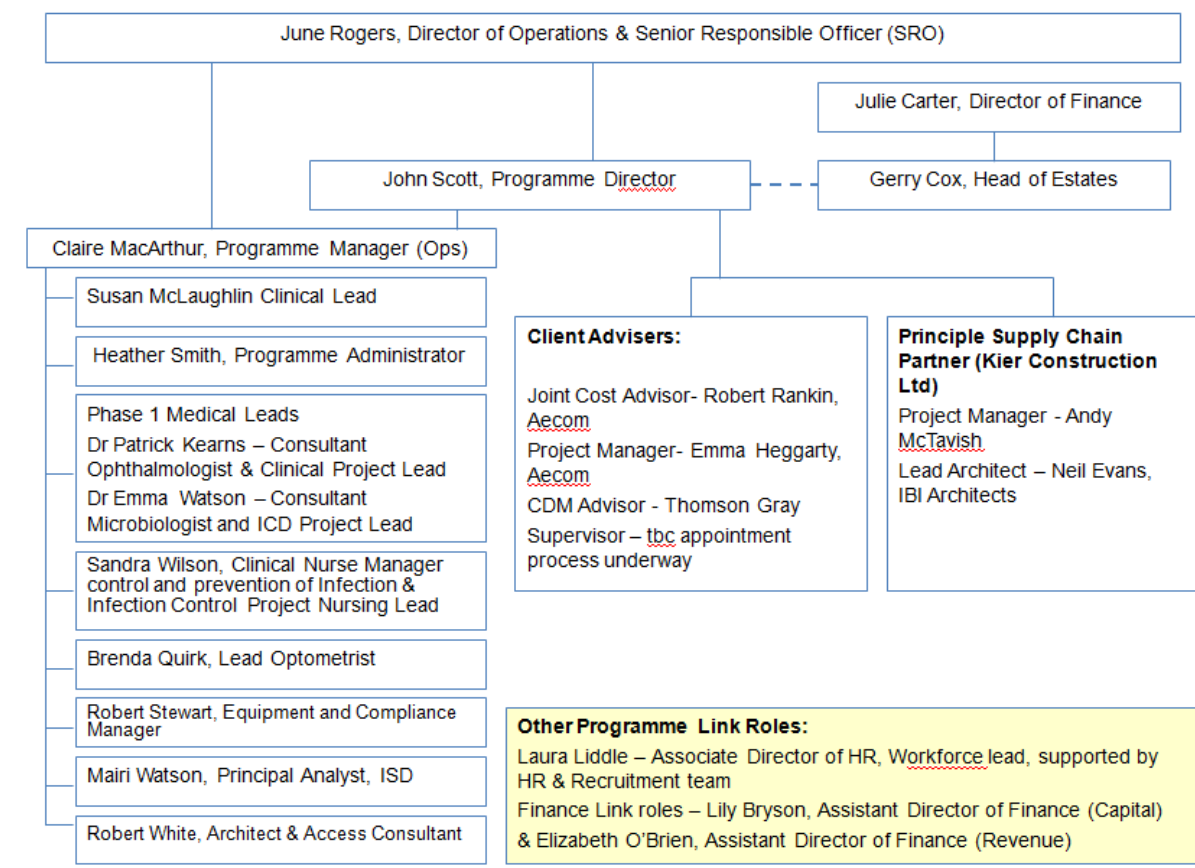 June Rogers, Director of Operations & Senior Responsible Officer (SRO)
Julie Carter, Director of Finance
John Scott, Programme Director
Gerry Cox, Head of Estates
Claire MacArthur, Programme Manager (Ops)
Susan McLaughlin Clinical Lead
Heather Smith, Programme Administrator
Phase 1 Medical Leads
Dr Patrick Kearns – Consultant
Ophthalmologist & Clinical Project Lead
Dr Emma Watson – Consultant
Microbiologist and ICD Project Lead
Sandra Wilson, Clinical Nurse Manager
control and prevention of Infection &
Infection Control Project Nursing Lead
Brenda Quirk, Lead Optometrist
Robert Stewart, Equipment and Compliance
Manager
Mairi Watson, Principal Analyst, ISD
Robert White, Architect & Access Consultant
Client Advisers:
Joint Cost Advisor- Robert Rankin,
Aecom
Project Manager- Emma Heggarty,
Aecom
CDM Advisor - Thomson Gray
Supervisor – tbc appointment
process underway
Principle Supply Chain
Partner (Kier Construction
Ltd)
Project Manager - Andy
McTavish
Lead Architect – Neil Evans,
IBI Architects
Other Programme Link Roles:
Laura Liddle – Associate Director of HR, Workforce lead, supported by
HR & Recruitment team
Finance Link roles – Lily Bryson, Assistant Director of Finance (Capital)
& Elizabeth O’Brien, Assistant Director of Finance (Revenue)